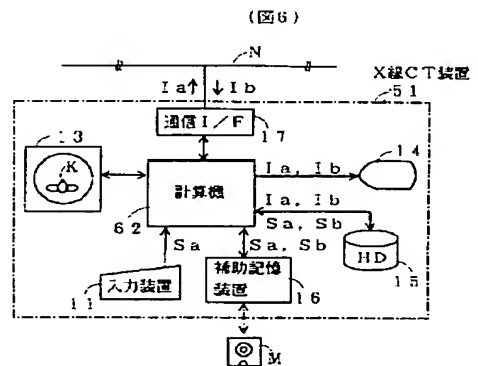 (図6)
N
Ia↑ ↓Ib
X線CT装置
51
通信I/F
17
13
K
計算機
62
Ia, Ib
14
Ia, Ib
Sa, Sb
HD
15
Sa
Sa, Sb
入力装置
11
補助記憶
装置
16
M